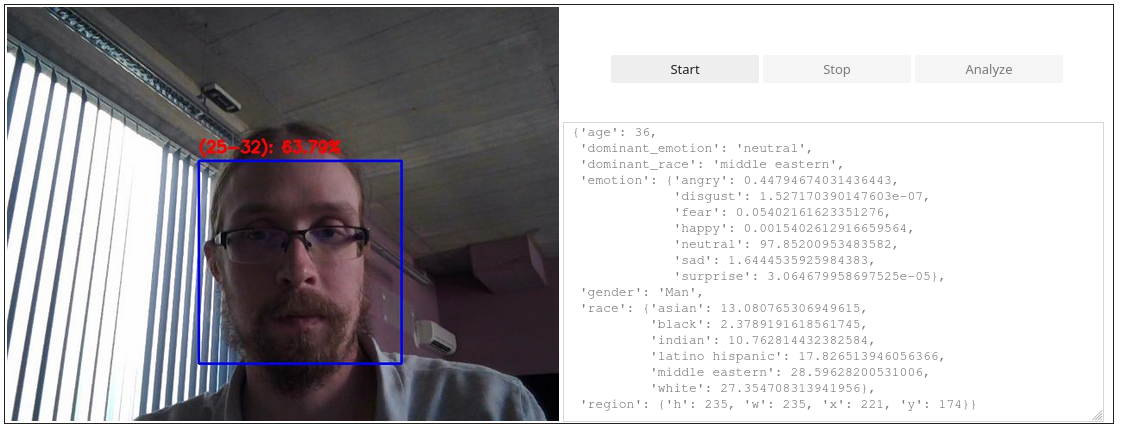 (25-32): 63.79%
Start
Stop
Analyze
{'age': 36,
'dominant_emotion': 'neutral',
'dominant_race': 'middle eastern',
'emotion': {'angry': 0.44794674031436443,
'disgust': 1.527170390147603e-07,
'fear': 0.05402161623351276,
'happy': 0.0015402612916659564,
'neutral': 97.85200953483582,
'sad': 1.6444535925984383,
'surprise': 3.064679958697525e-05},
'gender': 'Man',
'race': {'asian': 13.080765306949615,
'black': 2.3789191618561745,
'indian': 10.762814432382584,
'latino hispanic': 17.826513946056366,
'middle eastern': 28.59628200531006,
'white': 27.354708313941956},
'region': {'h': 235, 'w': 235, 'x': 221, 'y': 174}}